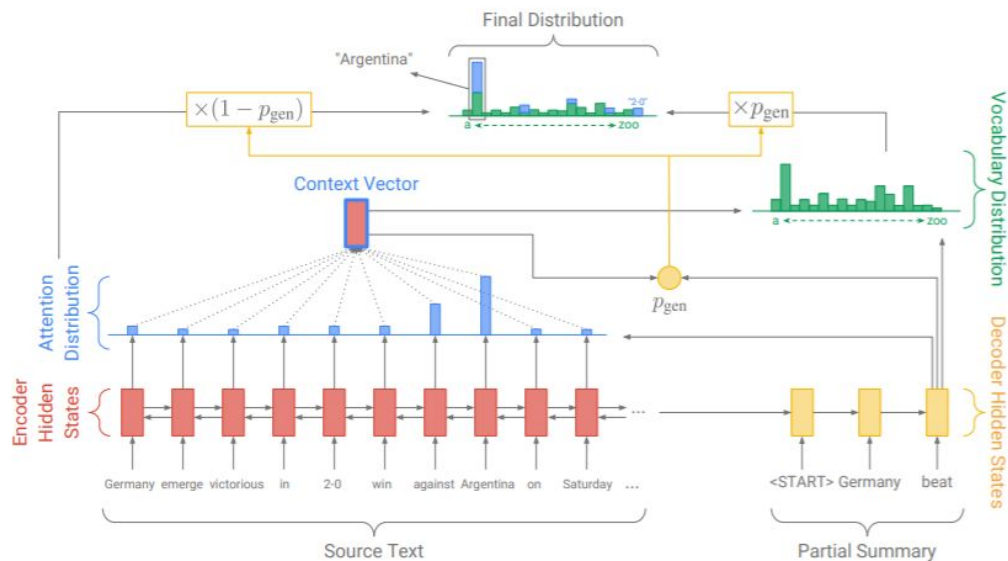 Final Distribution
"Argentina"
×(1 − p_gen)
"2-0"
×p_gen
a
zoo
Context Vector
a
zoo
Vocabulary Distribution
Attention
Distribution
p_gen
Encoder
Hidden
States
...
Decoder Hidden States
Germany emerge victorious in 2-0 win against Argentina on Saturday ...
<START> Germany beat
Source Text
Partial Summary